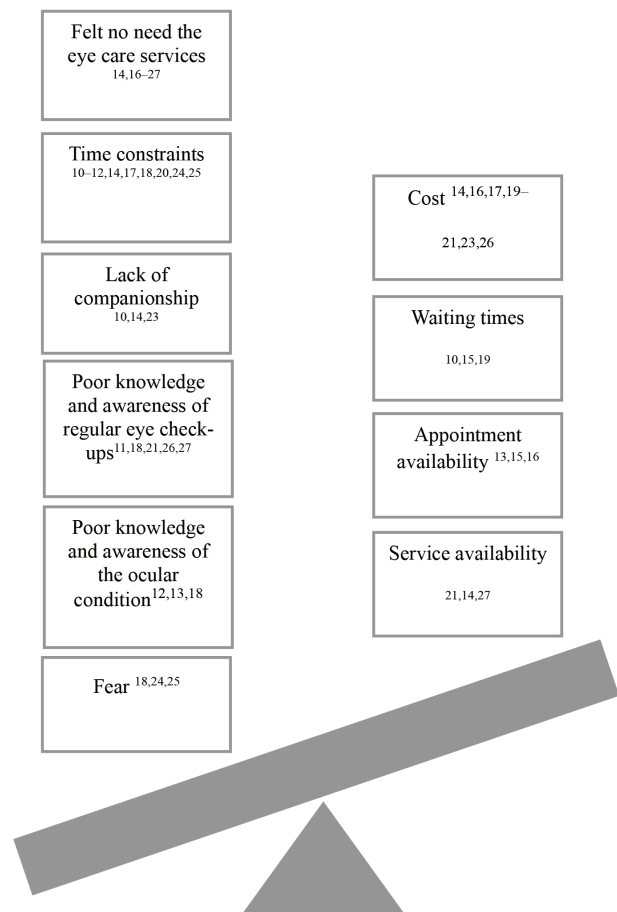 Felt no need the
eye care services
14,16–27
Time constraints
10–12,14,17,18,20,24,25
Lack of
companionship
10,14,23
Poor knowledge
and awareness of
regular eye check-
ups11,18,21,26,27
Poor knowledge
and awareness of
the ocular
condition12,13,18
Fear 18,24,25
Cost 14,16,17,19–
21,23,26
Waiting times
10,15,19
Appointment
availability 13,15,16
Service availability
21,14,27